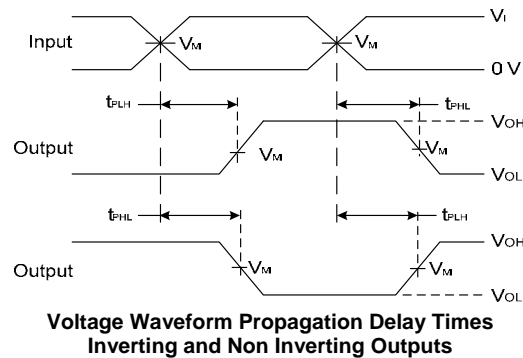 V_I
Input
V_M
V_M
0 V
t_PLH
t_PHL
V_OH
Output
V_M
V_M
V_OL
t_PHL
t_PLH
V_OH
Output
V_M
V_M
V_OL
Voltage Waveform Propagation Delay Times
Inverting and Non Inverting Outputs